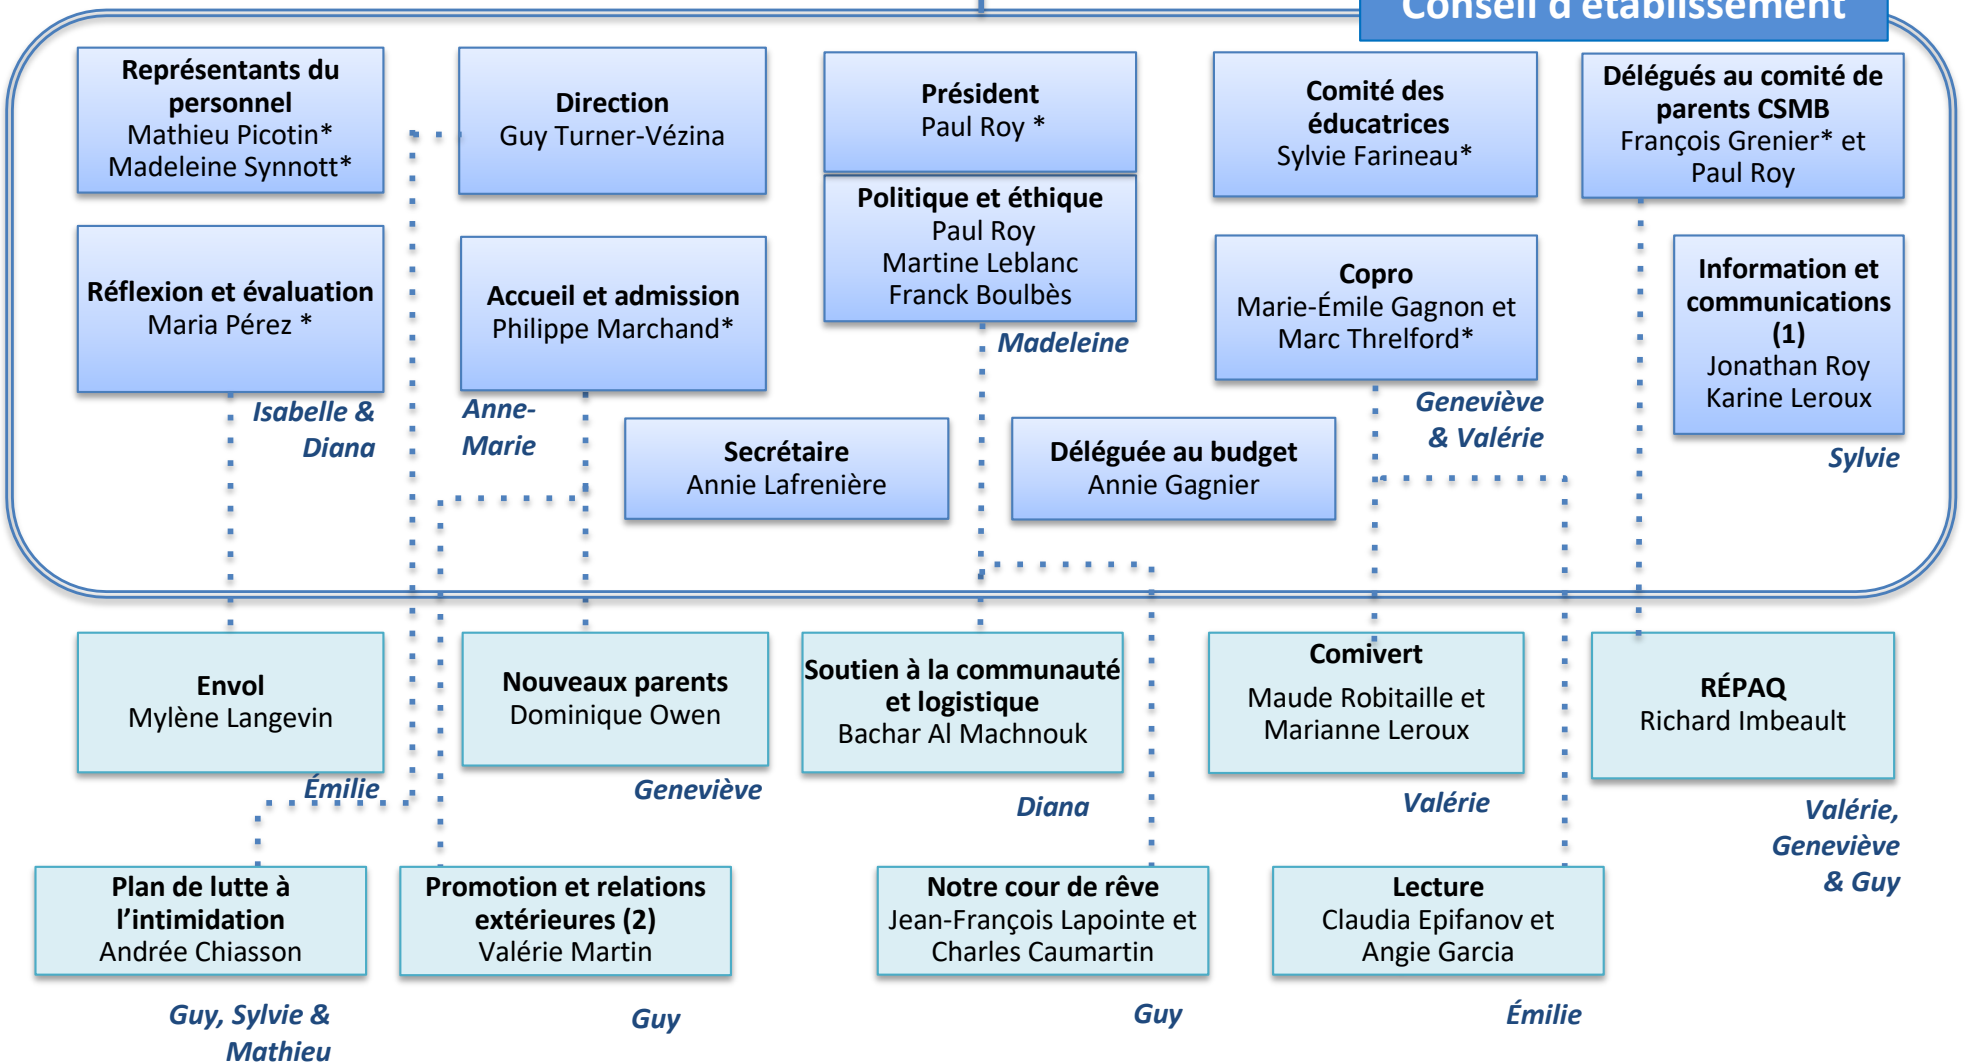 Conseil d'établissement
Représentants du
personnel
Mathieu Picotin*
Madeleine Synnott*
Direction
Guy Turner-Vézina
Président
Paul Roy *
Comité des
éducatrices
Sylvie Farineau*
Délégués au comité de
parents CSMB
François Grenier* et
Paul Roy
Réflexion et évaluation
Maria Pérez *
Isabelle &
Diana
Accueil et admission
Philippe Marchand*
Anne-
Marie
Politique et éthique
Paul Roy
Martine Leblanc
Franck Boulbès
Madeleine
Copro
Marie-Émile Gagnon et
Marc Threlford*
Geneviève
& Valérie
Information et
communications
(1)
Jonathan Roy
Karine Leroux
Sylvie
Secrétaire
Annie Lafrenière
Déléguée au budget
Annie Gagnier
Envol
Mylène Langevin
Émilie
Nouveaux parents
Dominique Owen
Geneviève
Soutien à la communauté
et logistique
Bachar Al Machnouk
Diana
Comivert
Maude Robitaille et
Marianne Leroux
Valérie
RÉPAQ
Richard Imbeault
Valérie,
Geneviève
& Guy
Plan de lutte à
l'intimidation
Andrée Chiasson
Guy, Sylvie &
Mathieu
Promotion et relations
extérieures (2)
Valérie Martin
Guy
Notre cour de rêve
Jean-François Lapointe et
Charles Caumartin
Guy
Lecture
Claudia Epifanov et
Angie Garcia
Émilie